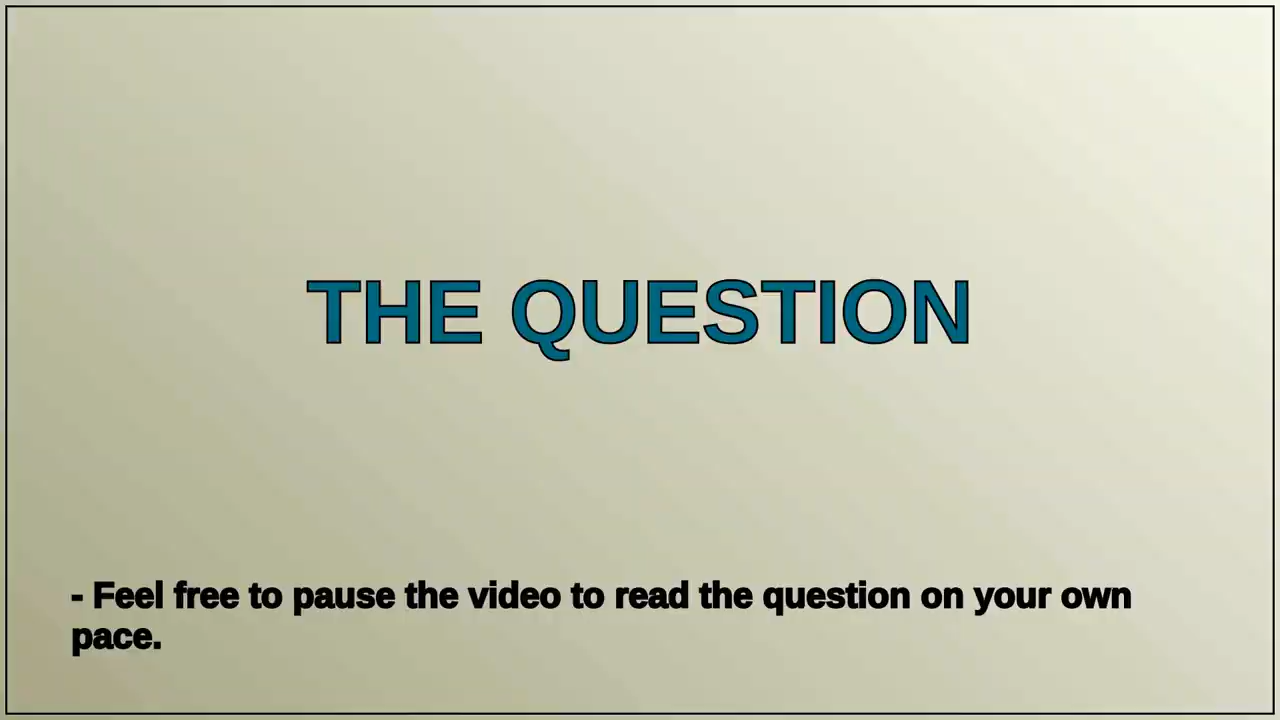 THE QUESTION
- Feel free to pause the video to read the question on your own
pace.